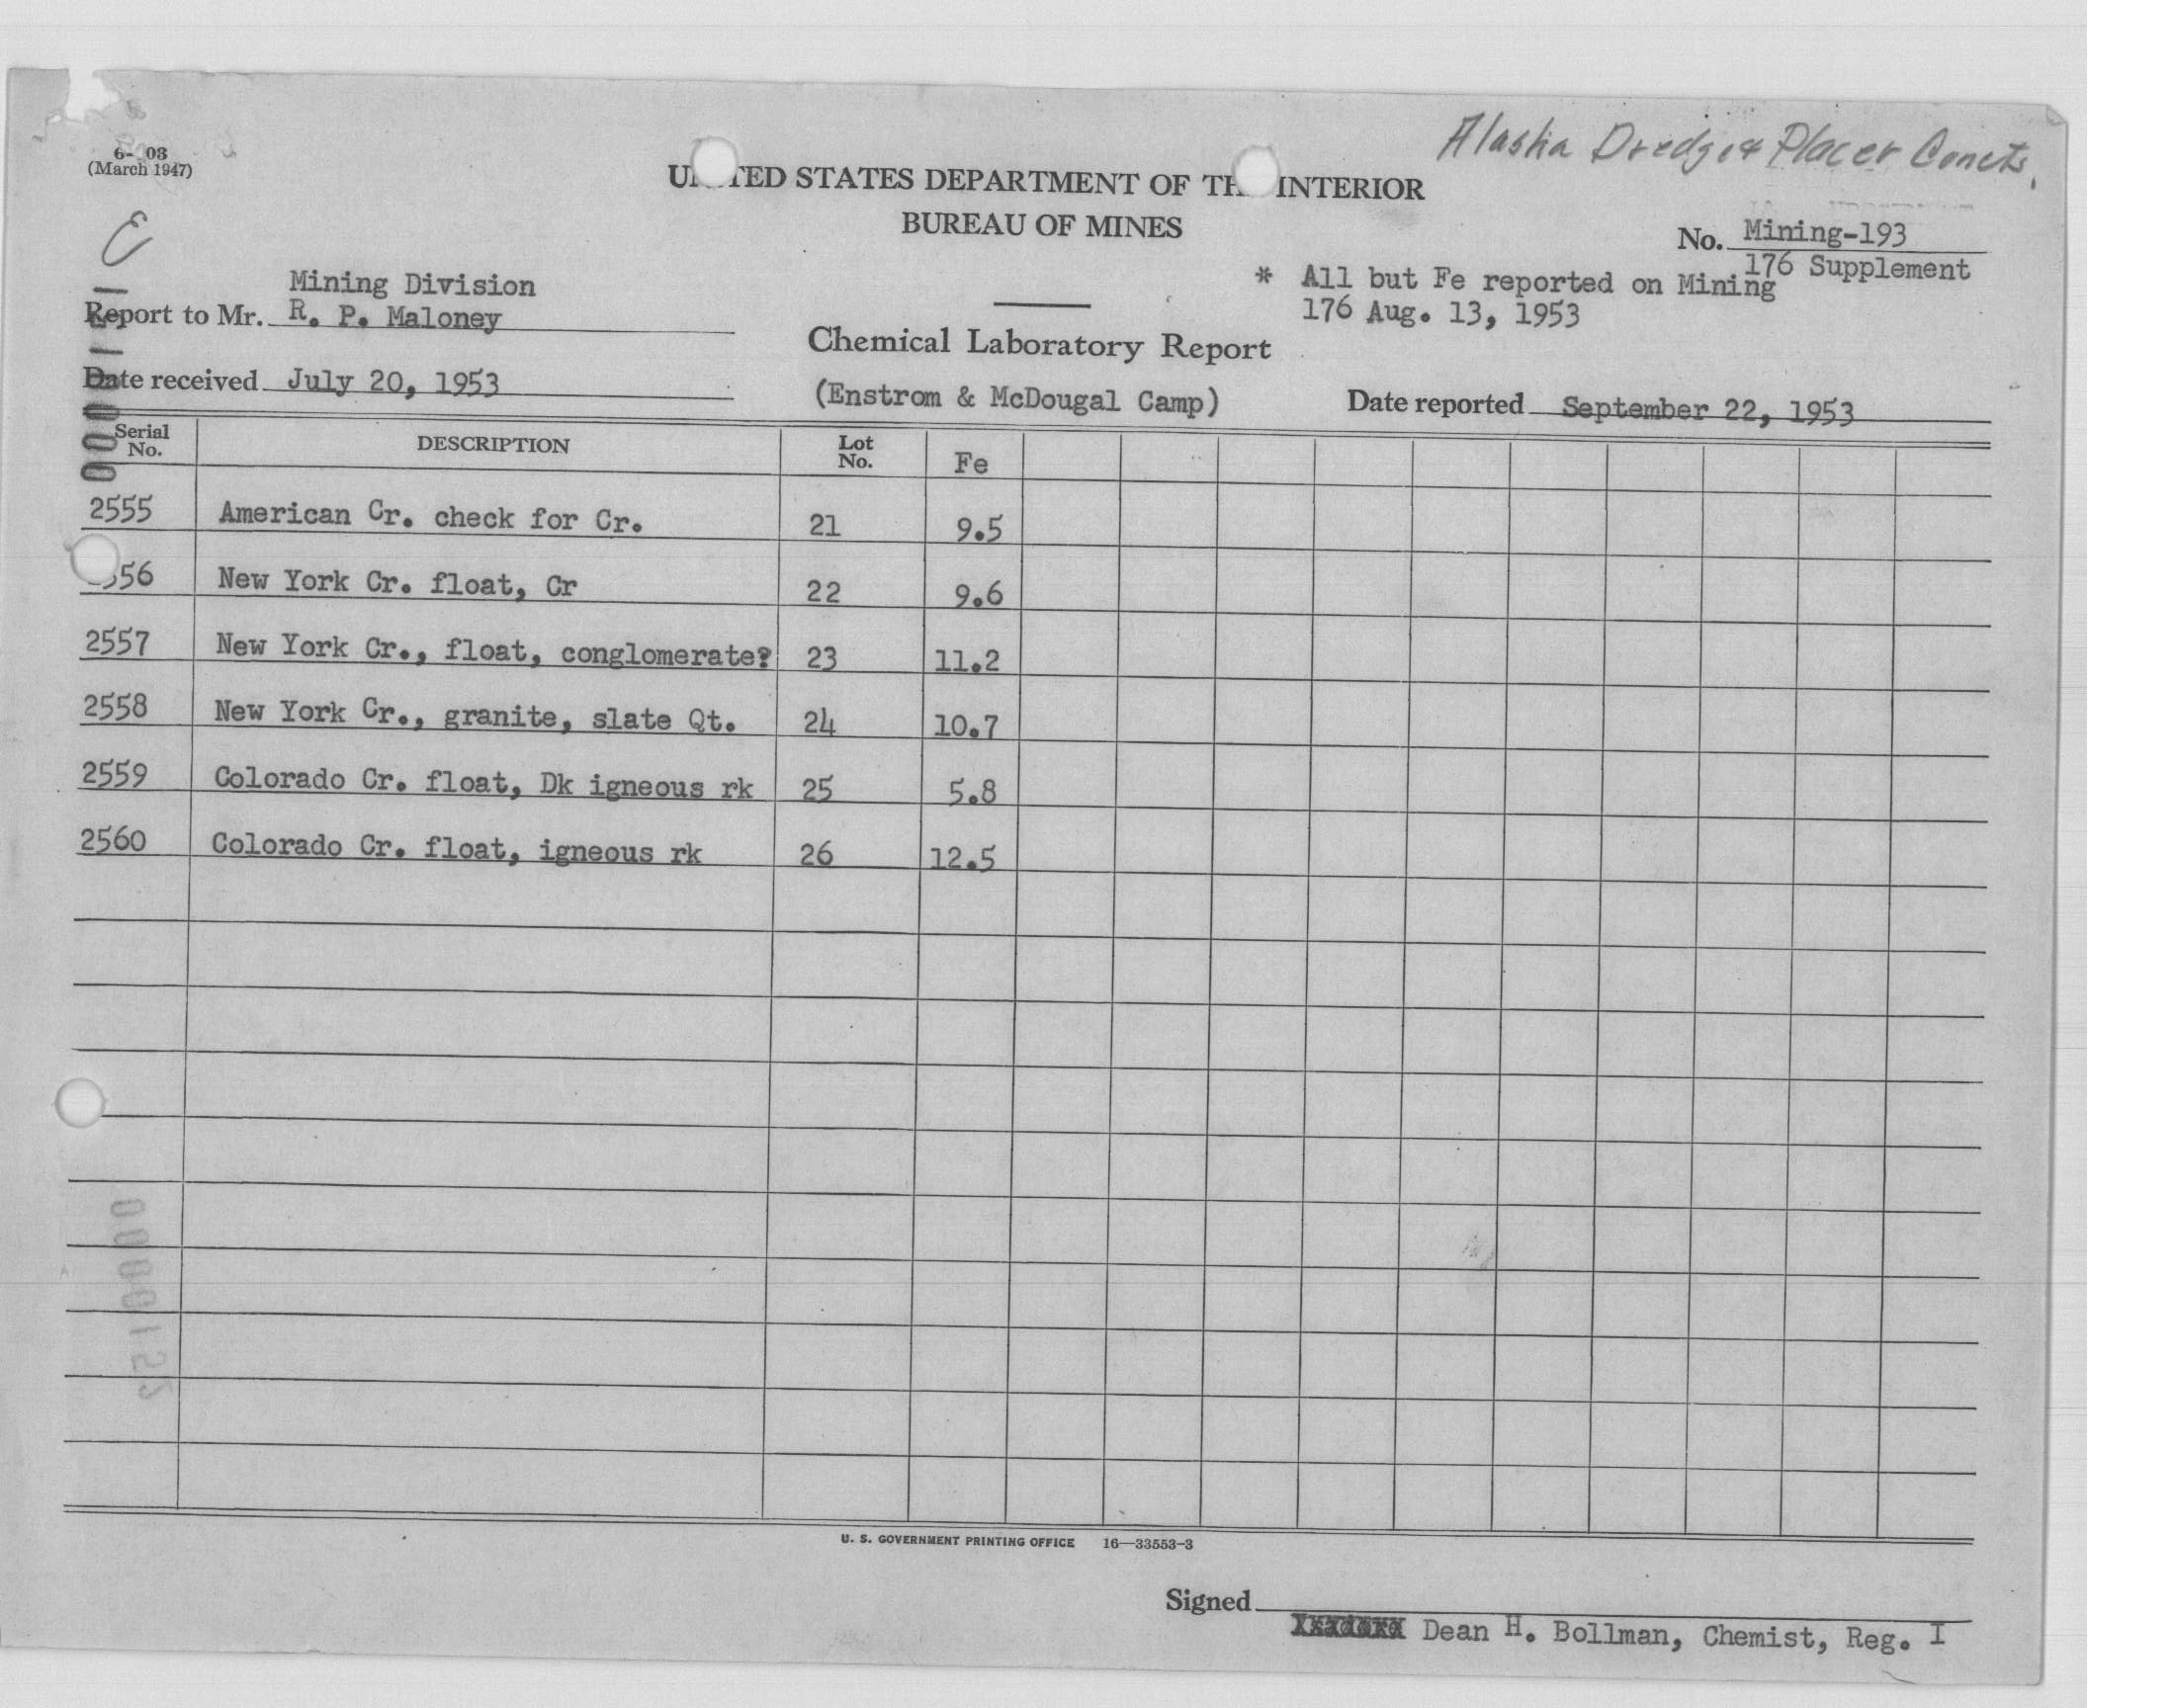 Alaska Dredge & Placer Concts.
6- 03
(March 1947)
UNITED STATES DEPARTMENT OF THE INTERIOR
BUREAU OF MINES
No. Mining-193
176 Supplement
* All but Fe reported on Mining
176 Aug. 13, 1953
Mining Division
Report to Mr. R. P. Maloney
Chemical Laboratory Report
Date received July 20, 1953
(Enstrom & McDougal Camp)
Date reported September 22, 1953
Serial No. DESCRIPTION Lot No. Fe
2555 American Cr. check for Cr. 21 9.5
56 New York Cr. float, Cr 22 9.6
2557 New York Cr., float, conglomerate? 23 11.2
2558 New York Cr., granite, slate Qt. 24 10.7
2559 Colorado Cr. float, Dk igneous rk 25 5.8
2560 Colorado Cr. float, igneous rk 26 12.5
U. S. GOVERNMENT PRINTING OFFICE 16—33553-3
Signed
Dean H. Bollman, Chemist, Reg. I